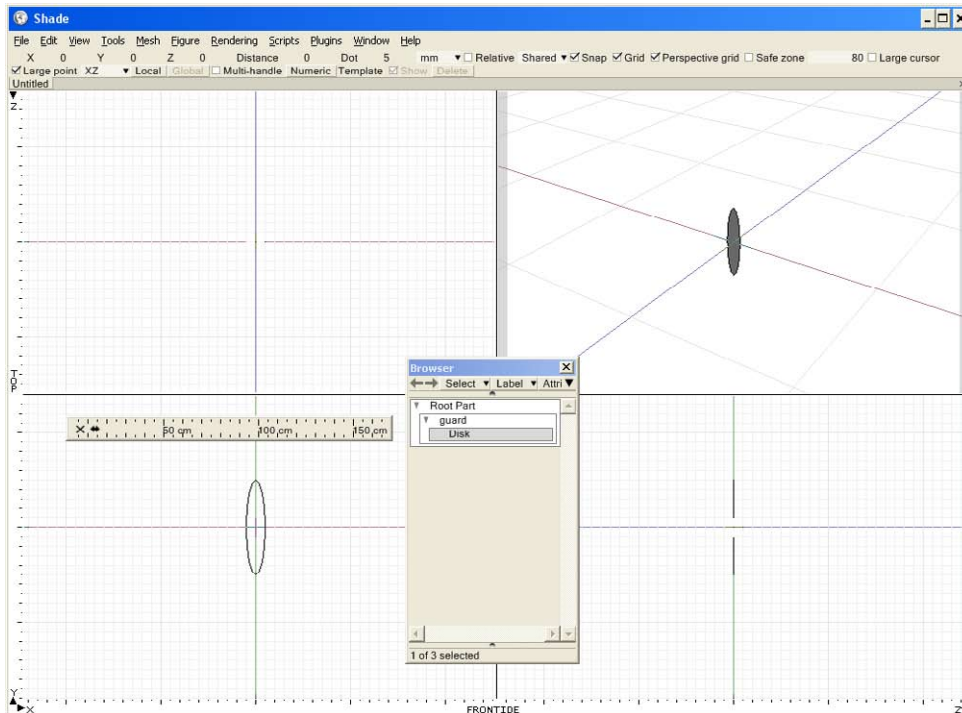 Shade
File Edit View Tools Mesh Figure Rendering Scripts Plugins Window Help
X 0 Y 0 Z 0 Distance 0 Dot 5 mm Relative Shared Snap Grid Perspective grid Safe zone 80 Large cursor
Large point XZ Local Global Multi-handle Numeric Template Show Delete
Untitled
Z
TOP
Browser
Select Label Attri
Root Part
guard
Disk
50 cm 100 cm 150 cm
1 of 3 selected
Y
X FRONTIDE Z